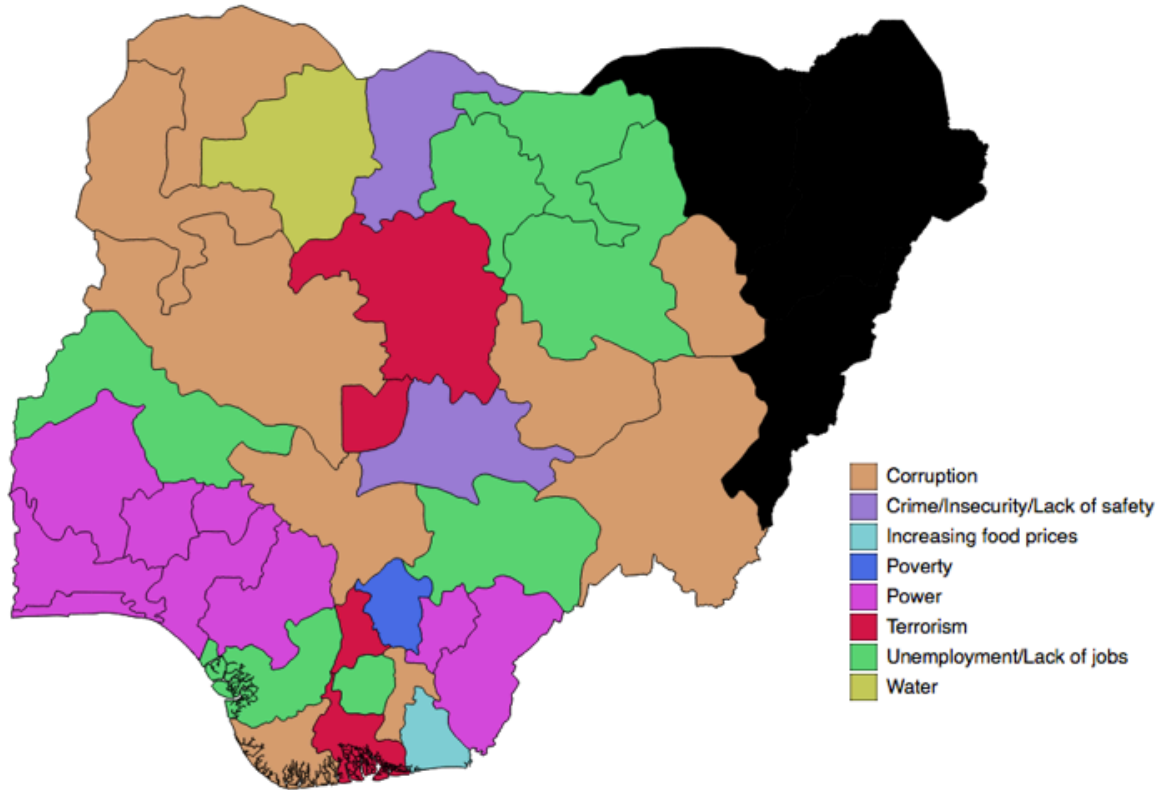 Corruption
Crime/Insecurity/Lack of safety
Increasing food prices
Poverty
Power
Terrorism
Unemployment/Lack of jobs
Water